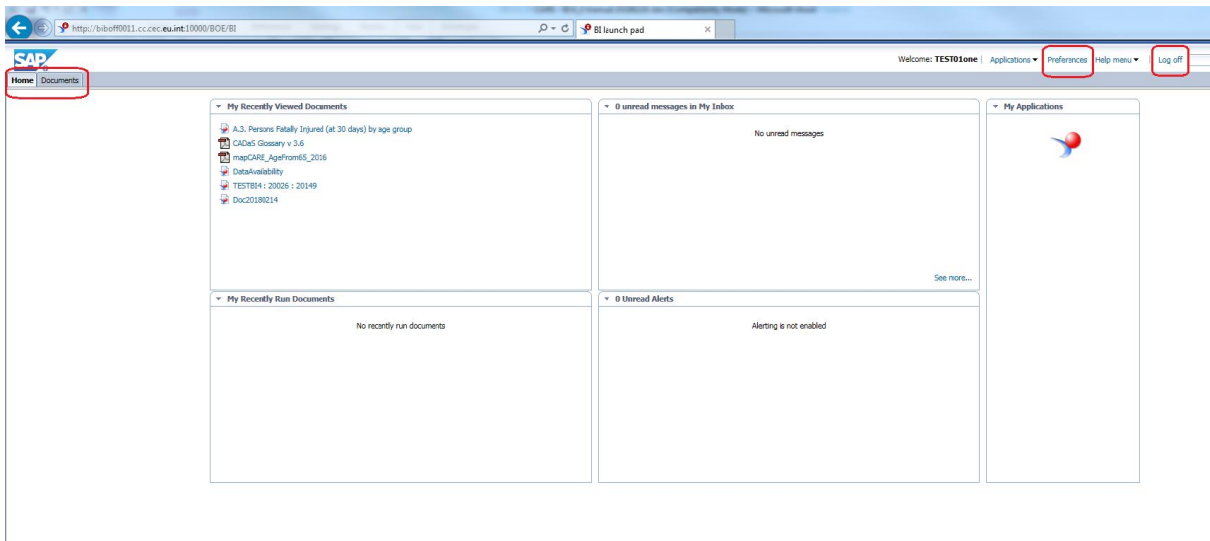 http://biboff0011.cc.cec.eu.int:10000/BOE/BI
BI launch pad
SAP
Welcome: TEST01one | Applications Preferences Help menu | Log off
Home Documents
My Recently Viewed Documents
A.3. Persons Fatally Injured (at 30 days) by age group
CADaS Glossary v 3.6
mapCARE_AgeFrom65_2016
DataAvailability
TESTBI4 : 20026 : 20149
Doc20180214
0 unread messages in My Inbox
No unread messages
See more...
My Applications
My Recently Run Documents
No recently run documents
0 Unread Alerts
Alerting is not enabled